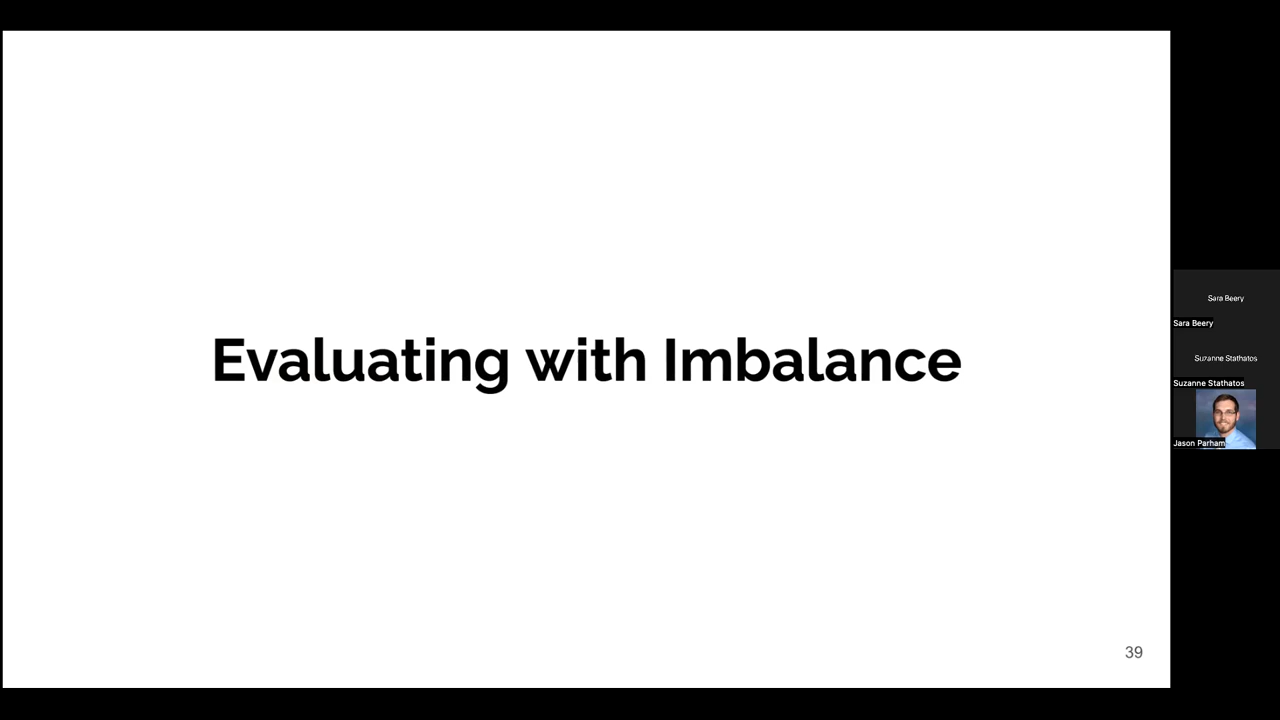 Evaluating with Imbalance
39
Sara Beery
Sara Beery
Suzanne Stathatos
Suzanne Stathatos
Jason Parham